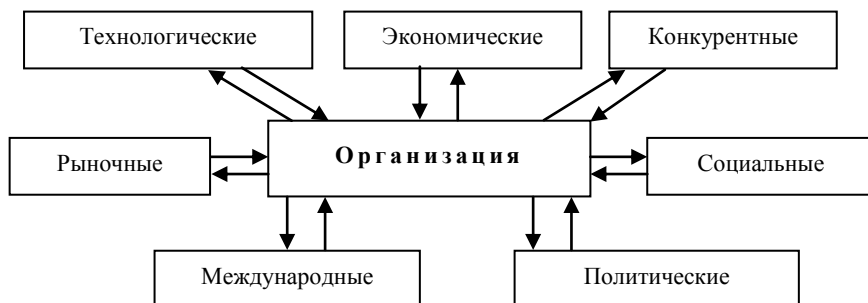 Технологические
Экономические
Конкурентные
Рыночные
Организация
Социальные
Международные
Политические